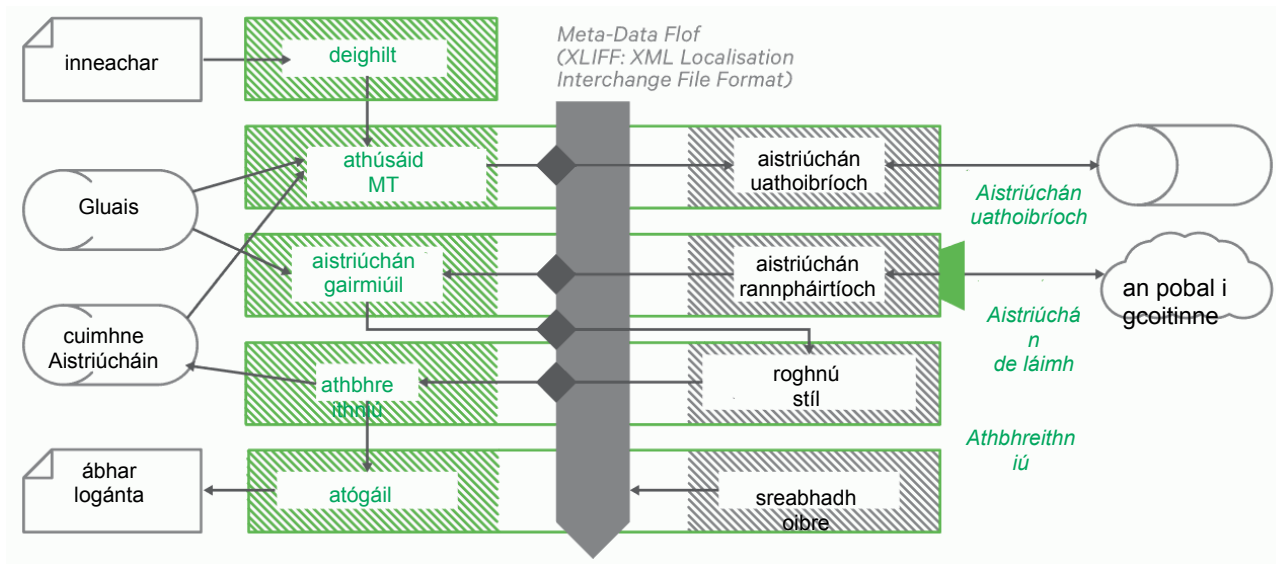 inneachar
deighilt
Meta-Data Flof
(XLIFF: XML Localisation
Interchange File Format)
Gluais
athúsáid
MT
aistriúchán
uathoibríoch
Aistriúchán
uathoibríoch
aistriúchán
gairmiúil
aistriúchán
rannpháirtíoch
an pobal i
gcoitinne
cuimhne
Aistriúcháin
Aistriúchá
n
de láimh
athbhre
ithniú
roghnú
stíl
Athbhreithn
iú
ábhar
logánta
atógáil
sreabhadh
oibre